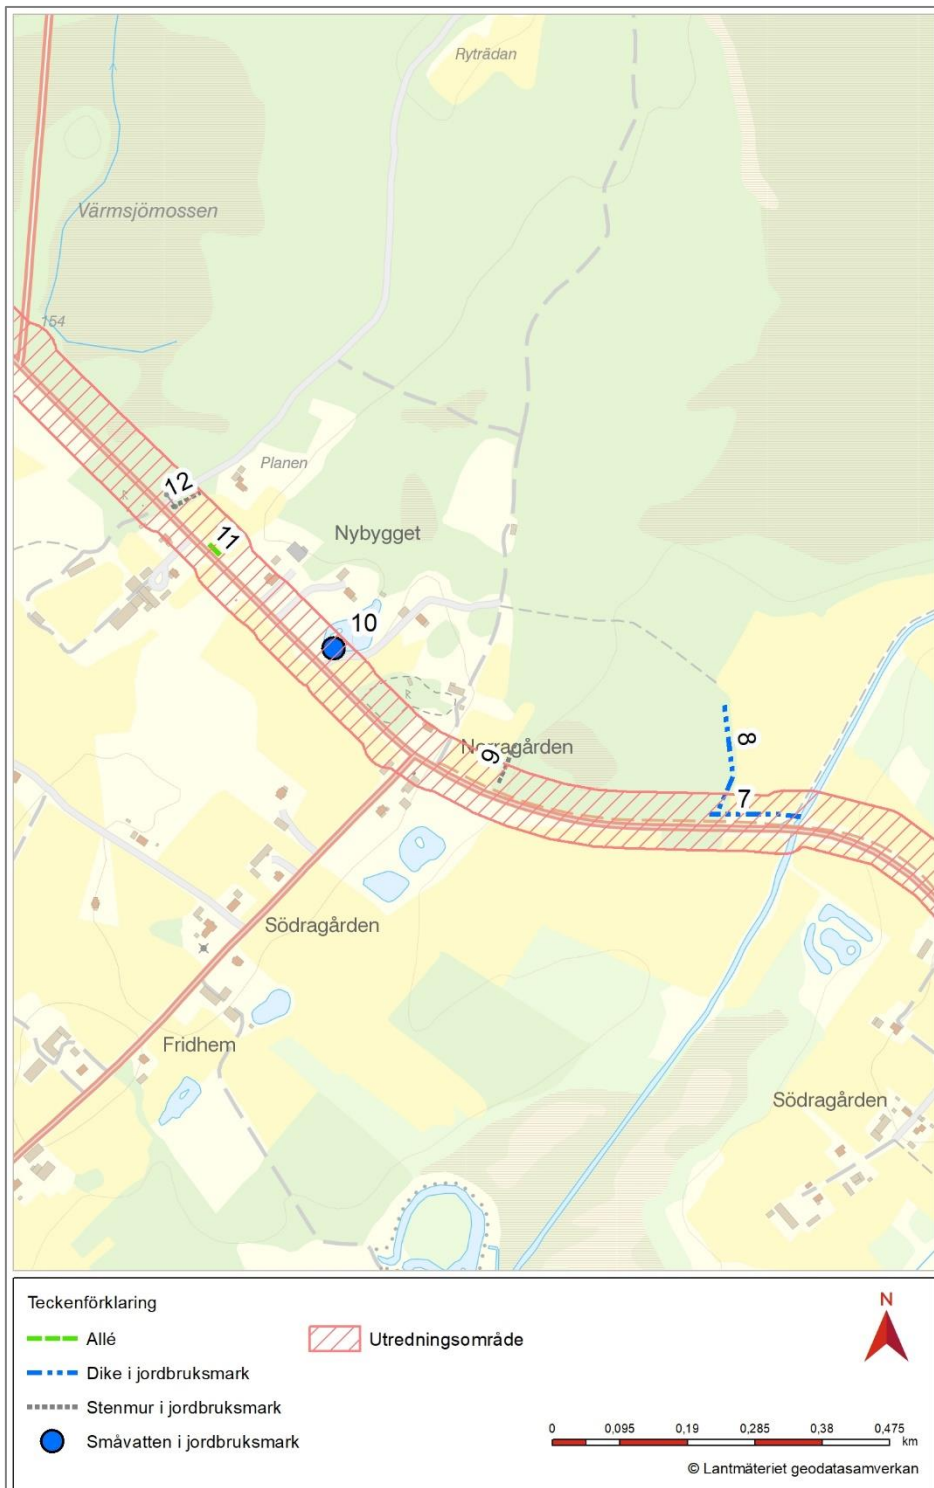 Ryträdan
Värmsjömossen
154
Planen
12
11
Nybygget
10
Norragården
9
8
7
Södragården
Fridhem
Södragården
Teckenförklaring
Allé
Utredningsområde
Dike i jordbruksmark
Stenmur i jordbruksmark
Småvatten i jordbruksmark
N
0 0,095 0,19 0,285 0,38 0,475
km
© Lantmäteriet geodatasamverkan